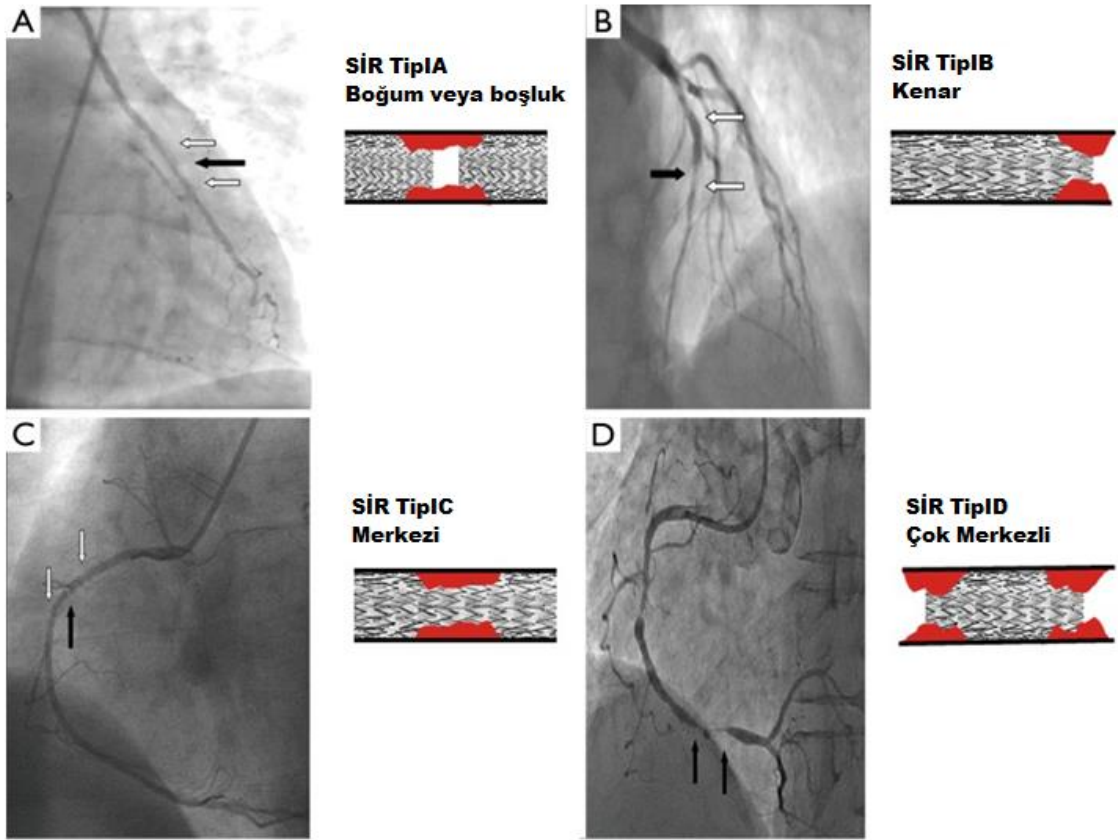 A
SİR TipIA
Boğum veya boşluk
B
SİR TipIB
Kenar
C
SİR TipIC
Merkezi
D
SİR TipID
Çok Merkezli